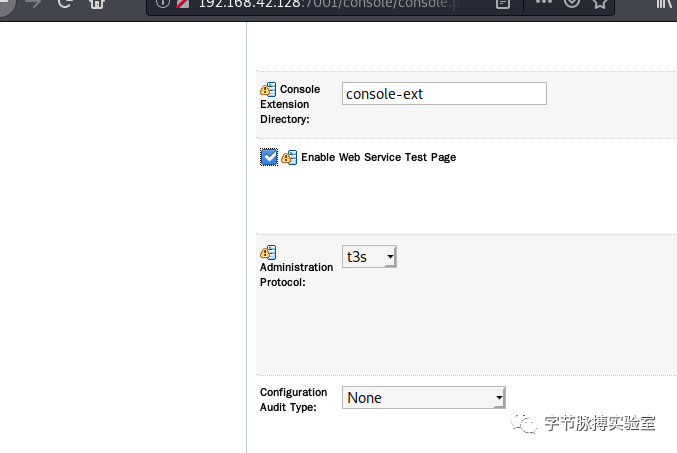 192.168.42.128:7001/console/console.p
Console
Extension
Directory:
console-ext
Enable Web Service Test Page
Administration
Protocol:
t3s
Configuration
Audit Type:
None
字节脉搏实验室